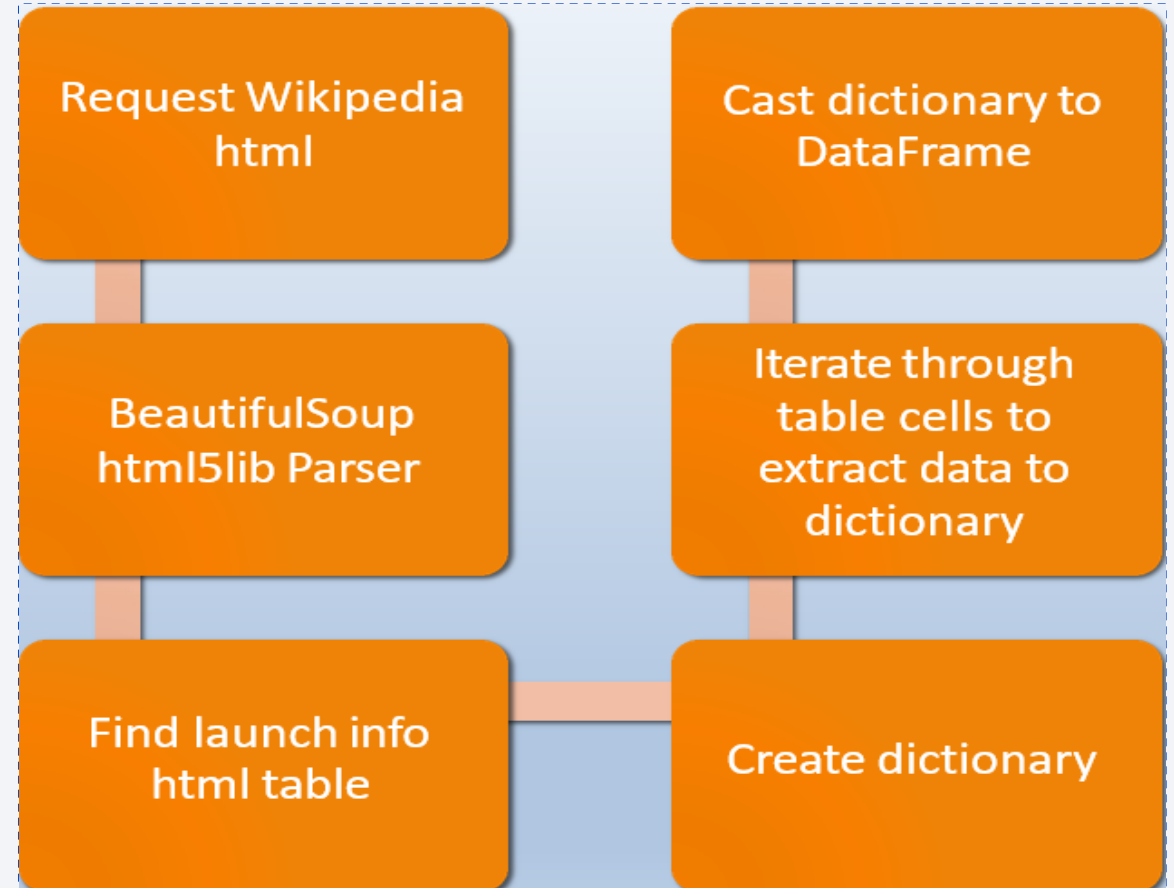 Request Wikipedia
html
BeautifulSoup
html5lib Parser
Find launch info
html table
Create dictionary
Iterate through
table cells to
extract data to
dictionary
Cast dictionary to
DataFrame